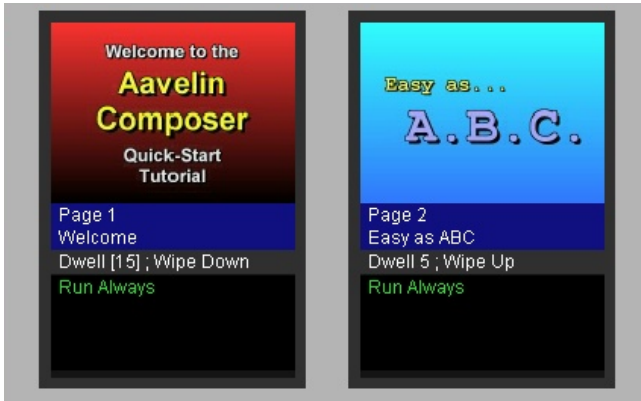 Welcome to the
Aavelin
Composer
Quick-Start
Tutorial
Page 1
Welcome
Dwell [15] ; Wipe Down
Run Always
Easy as...
A.B.C.
Page 2
Easy as ABC
Dwell 5 ; Wipe Up
Run Always